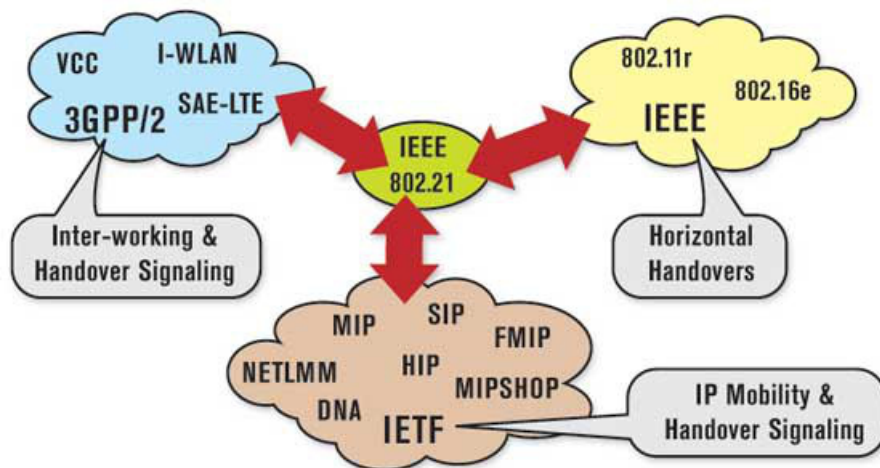 VCC
I-WLAN
SAE-LTE
3GPP/2
802.11r
802.16e
IEEE
IEEE
802.21
Inter-working &
Handover Signaling
Horizontal
Handovers
MIP
SIP
FMIP
NETLMM
HIP
MIPSHOP
DNA
IETF
IP Mobility &
Handover Signaling